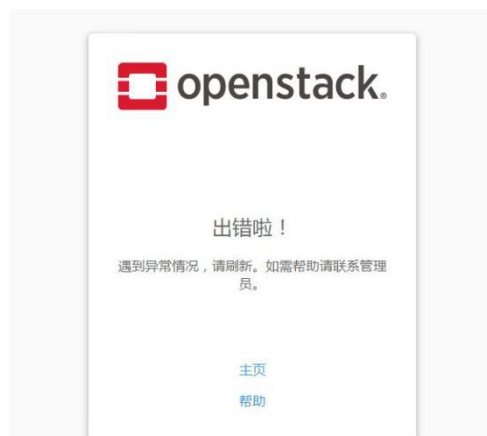 openstack®
出错啦！
遇到异常情况，请刷新。如需帮助请联系管理
员。
主页
帮助